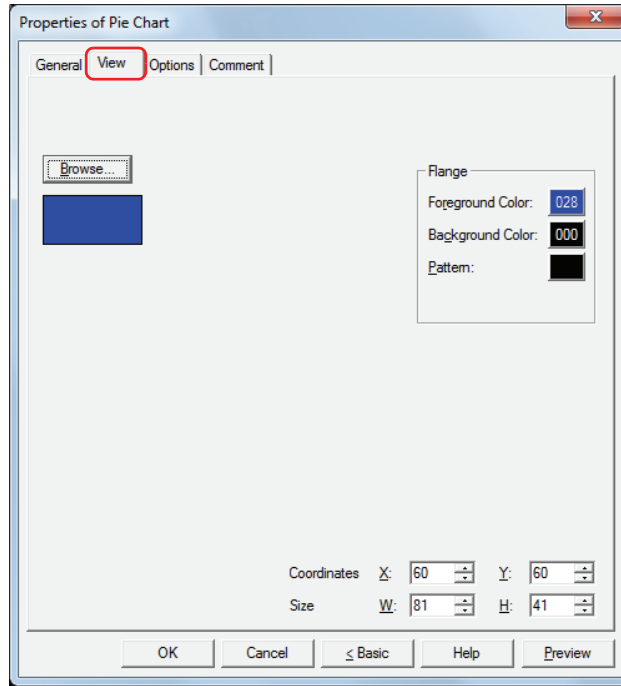 Properties of Pie Chart
x
General View Options Comment
Browse...
Flange
Foreground Color: 028
Background Color: 000
Pattern:
Coordinates X: 60 Y: 60
Size W: 81 H: 41
OK Cancel < Basic Help Preview